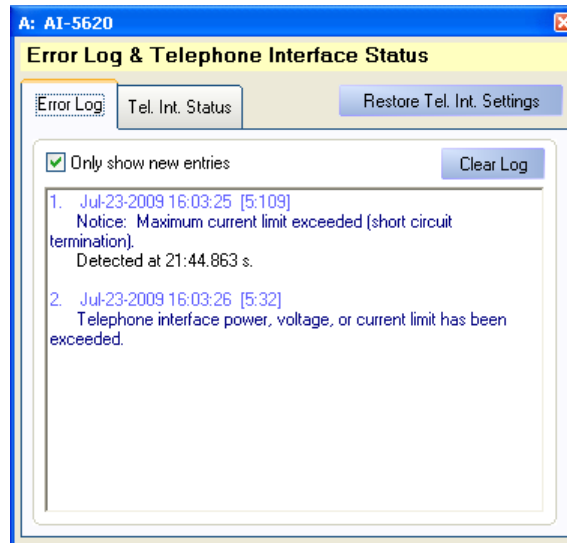 A: AI-5620
Error Log & Telephone Interface Status
Error Log
Tel. Int. Status
Restore Tel. Int. Settings
Only show new entries
Clear Log
1. Jul-23-2009 16:03:25 [5:109]
Notice: Maximum current limit exceeded (short circuit
termination).
Detected at 21:44.863 s.
2. Jul-23-2009 16:03:26 [5:32]
Telephone interface power, voltage, or current limit has been
exceeded.